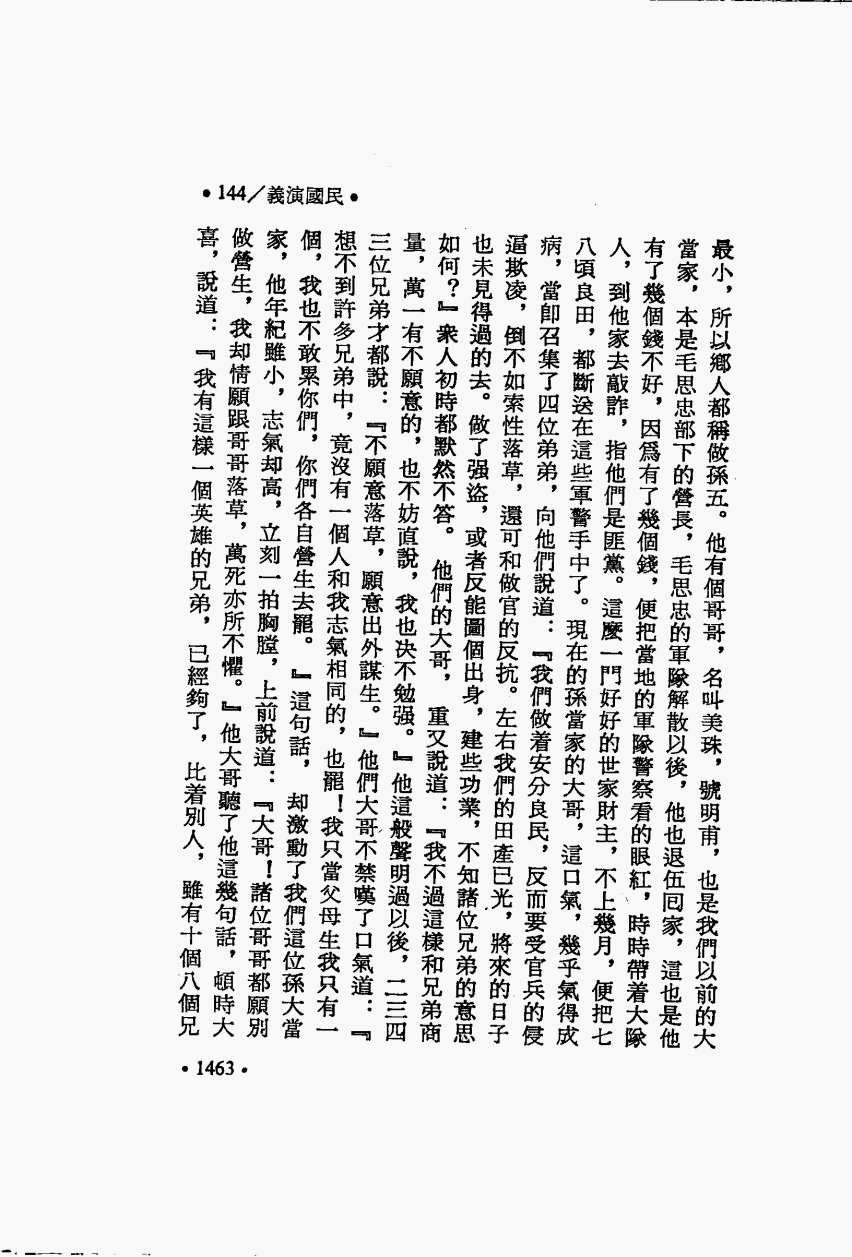 •144/義演國民•
最小，所以鄉人都稱做孫五。他有個哥哥，名叫美珠，號明甫，也是我們以前的大
當家，本是毛思忠部下的營長，毛思忠的軍隊解散以後，他也退伍囘家，這也是他
有了幾個錢不好，因爲有了幾個錢，便把當地的軍隊警察看的眼紅，時時帶着大隊
人，到他家去敲詐，指他們是匪黨。這麼一門好好的世家財主，不上幾月，便把七
八頃良田，都斷送在這些軍警手中了。現在的孫當家的大哥，這口氣，幾乎氣得成
病，當卽召集了四位弟弟，向他們說道：『我們做着安分良民，反而要受官兵的侵
逼欺凌，倒不如索性落草，還可和做官的反抗。左右我們的田產已光，將來的日子
也未見得過的去。做了强盜，或者反能圖個出身，建些功業，不知諸位兄弟的意思
如何？』衆人初時都默然不答。他們的大哥，重又說道：『我不過這樣和兄弟商
量，萬一有不願意的，也不妨直說，我也决不勉强。』他這般聲明過以後，二三四
三位兄弟才都說：『不願意落草，願意出外謀生。』他們大哥不禁嘆了口氣道：『
想不到許多兄弟中，竟沒有一個人和我志氣相同的，也罷！我只當父母生我只有一
個，我也不敢累你們，你們各自營生去罷。』這句話，却激動了我們這位孫大當
家，他年紀雖小，志氣却高，立刻一拍胸膛，上前說道：『大哥！諸位哥哥都願別
做營生，我却情願跟哥哥落草，萬死亦所不懼。』他大哥聽了他這幾句話，頓時大
喜，說道：『我有這樣一個英雄的兄弟，已經夠了，比着別人，雖有十個八個兄
•1463•